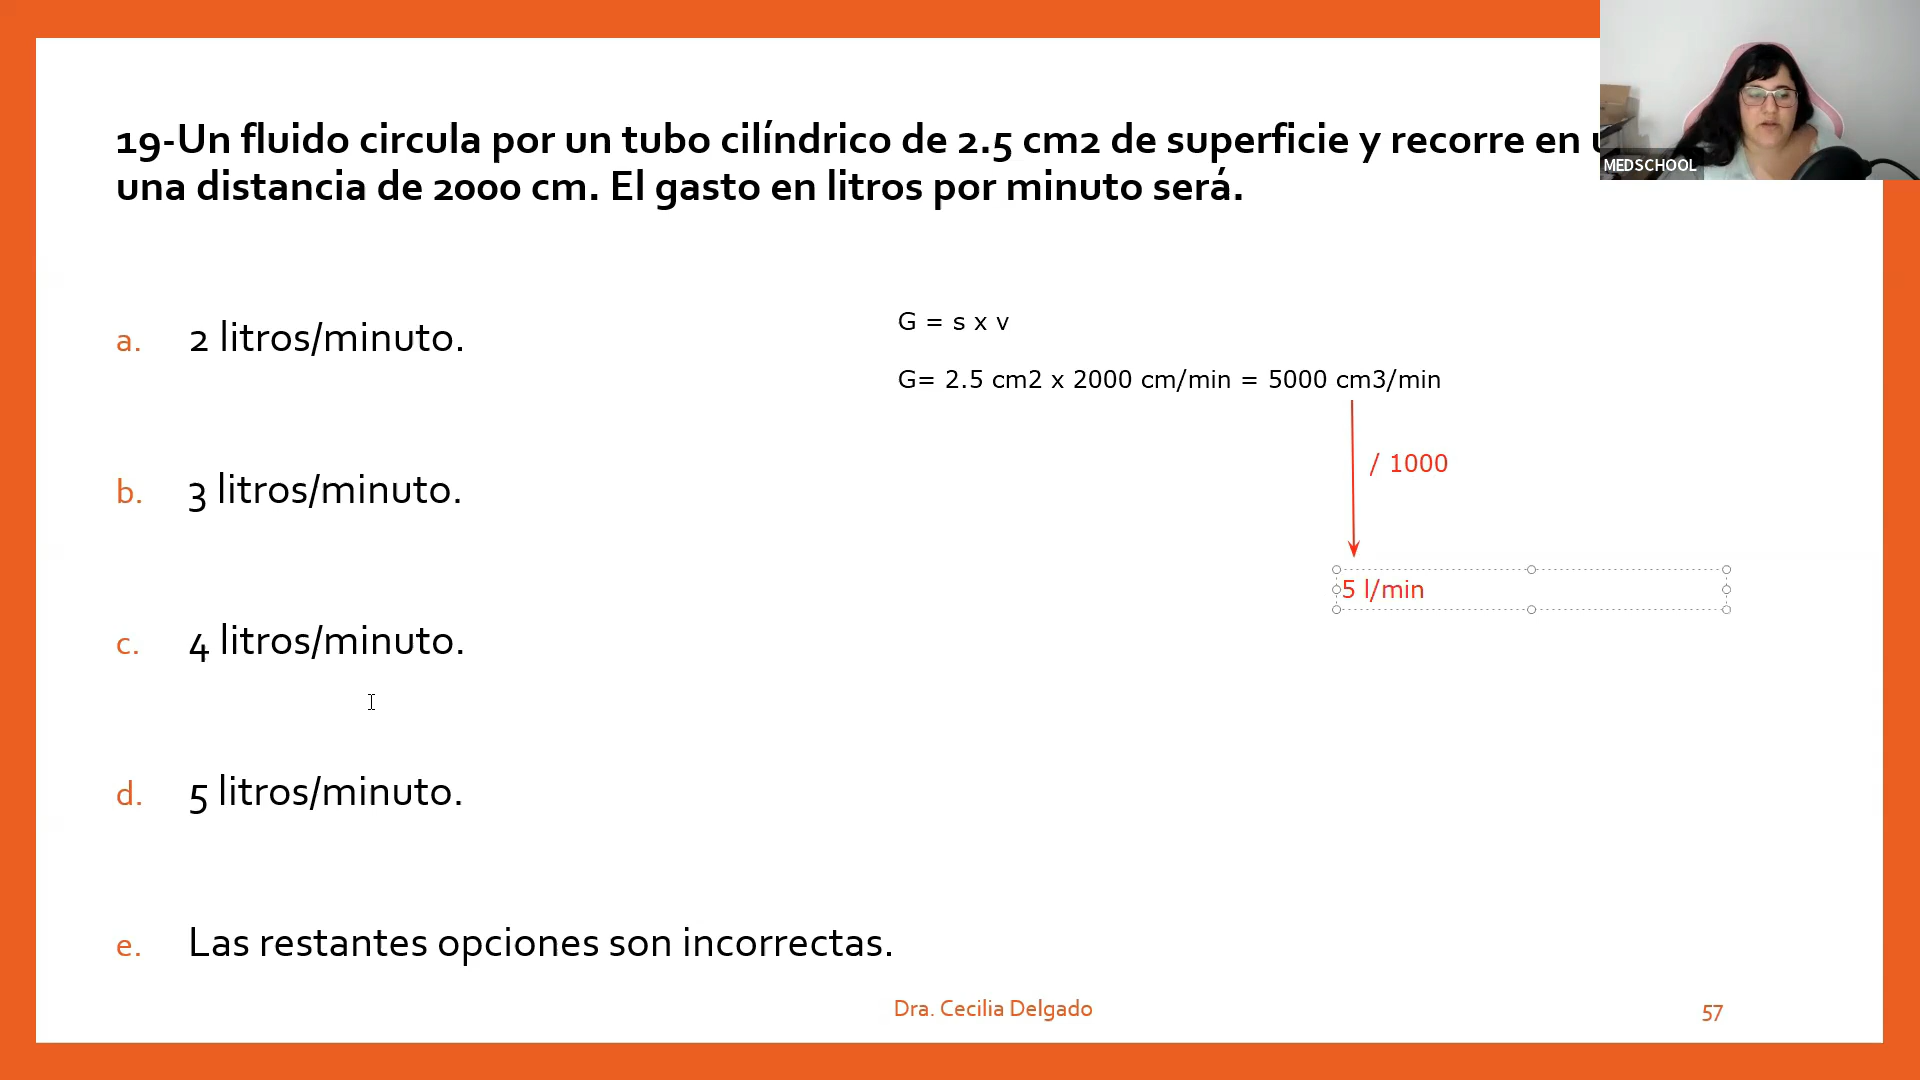 19-Un fluido circula por un tubo cilíndrico de 2.5 cm2 de superficie y recorre en
una distancia de 2000 cm. El gasto en litros por minuto será.
MEDSCHOOL
a. 2 litros/minuto.
b. 3 litros/minuto.
c. 4 litros/minuto.
d. 5 litros/minuto.
e. Las restantes opciones son incorrectas.
G = s x v
G= 2.5 cm2 x 2000 cm/min = 5000 cm3/min
/ 1000
5 l/min
Dra. Cecilia Delgado
57